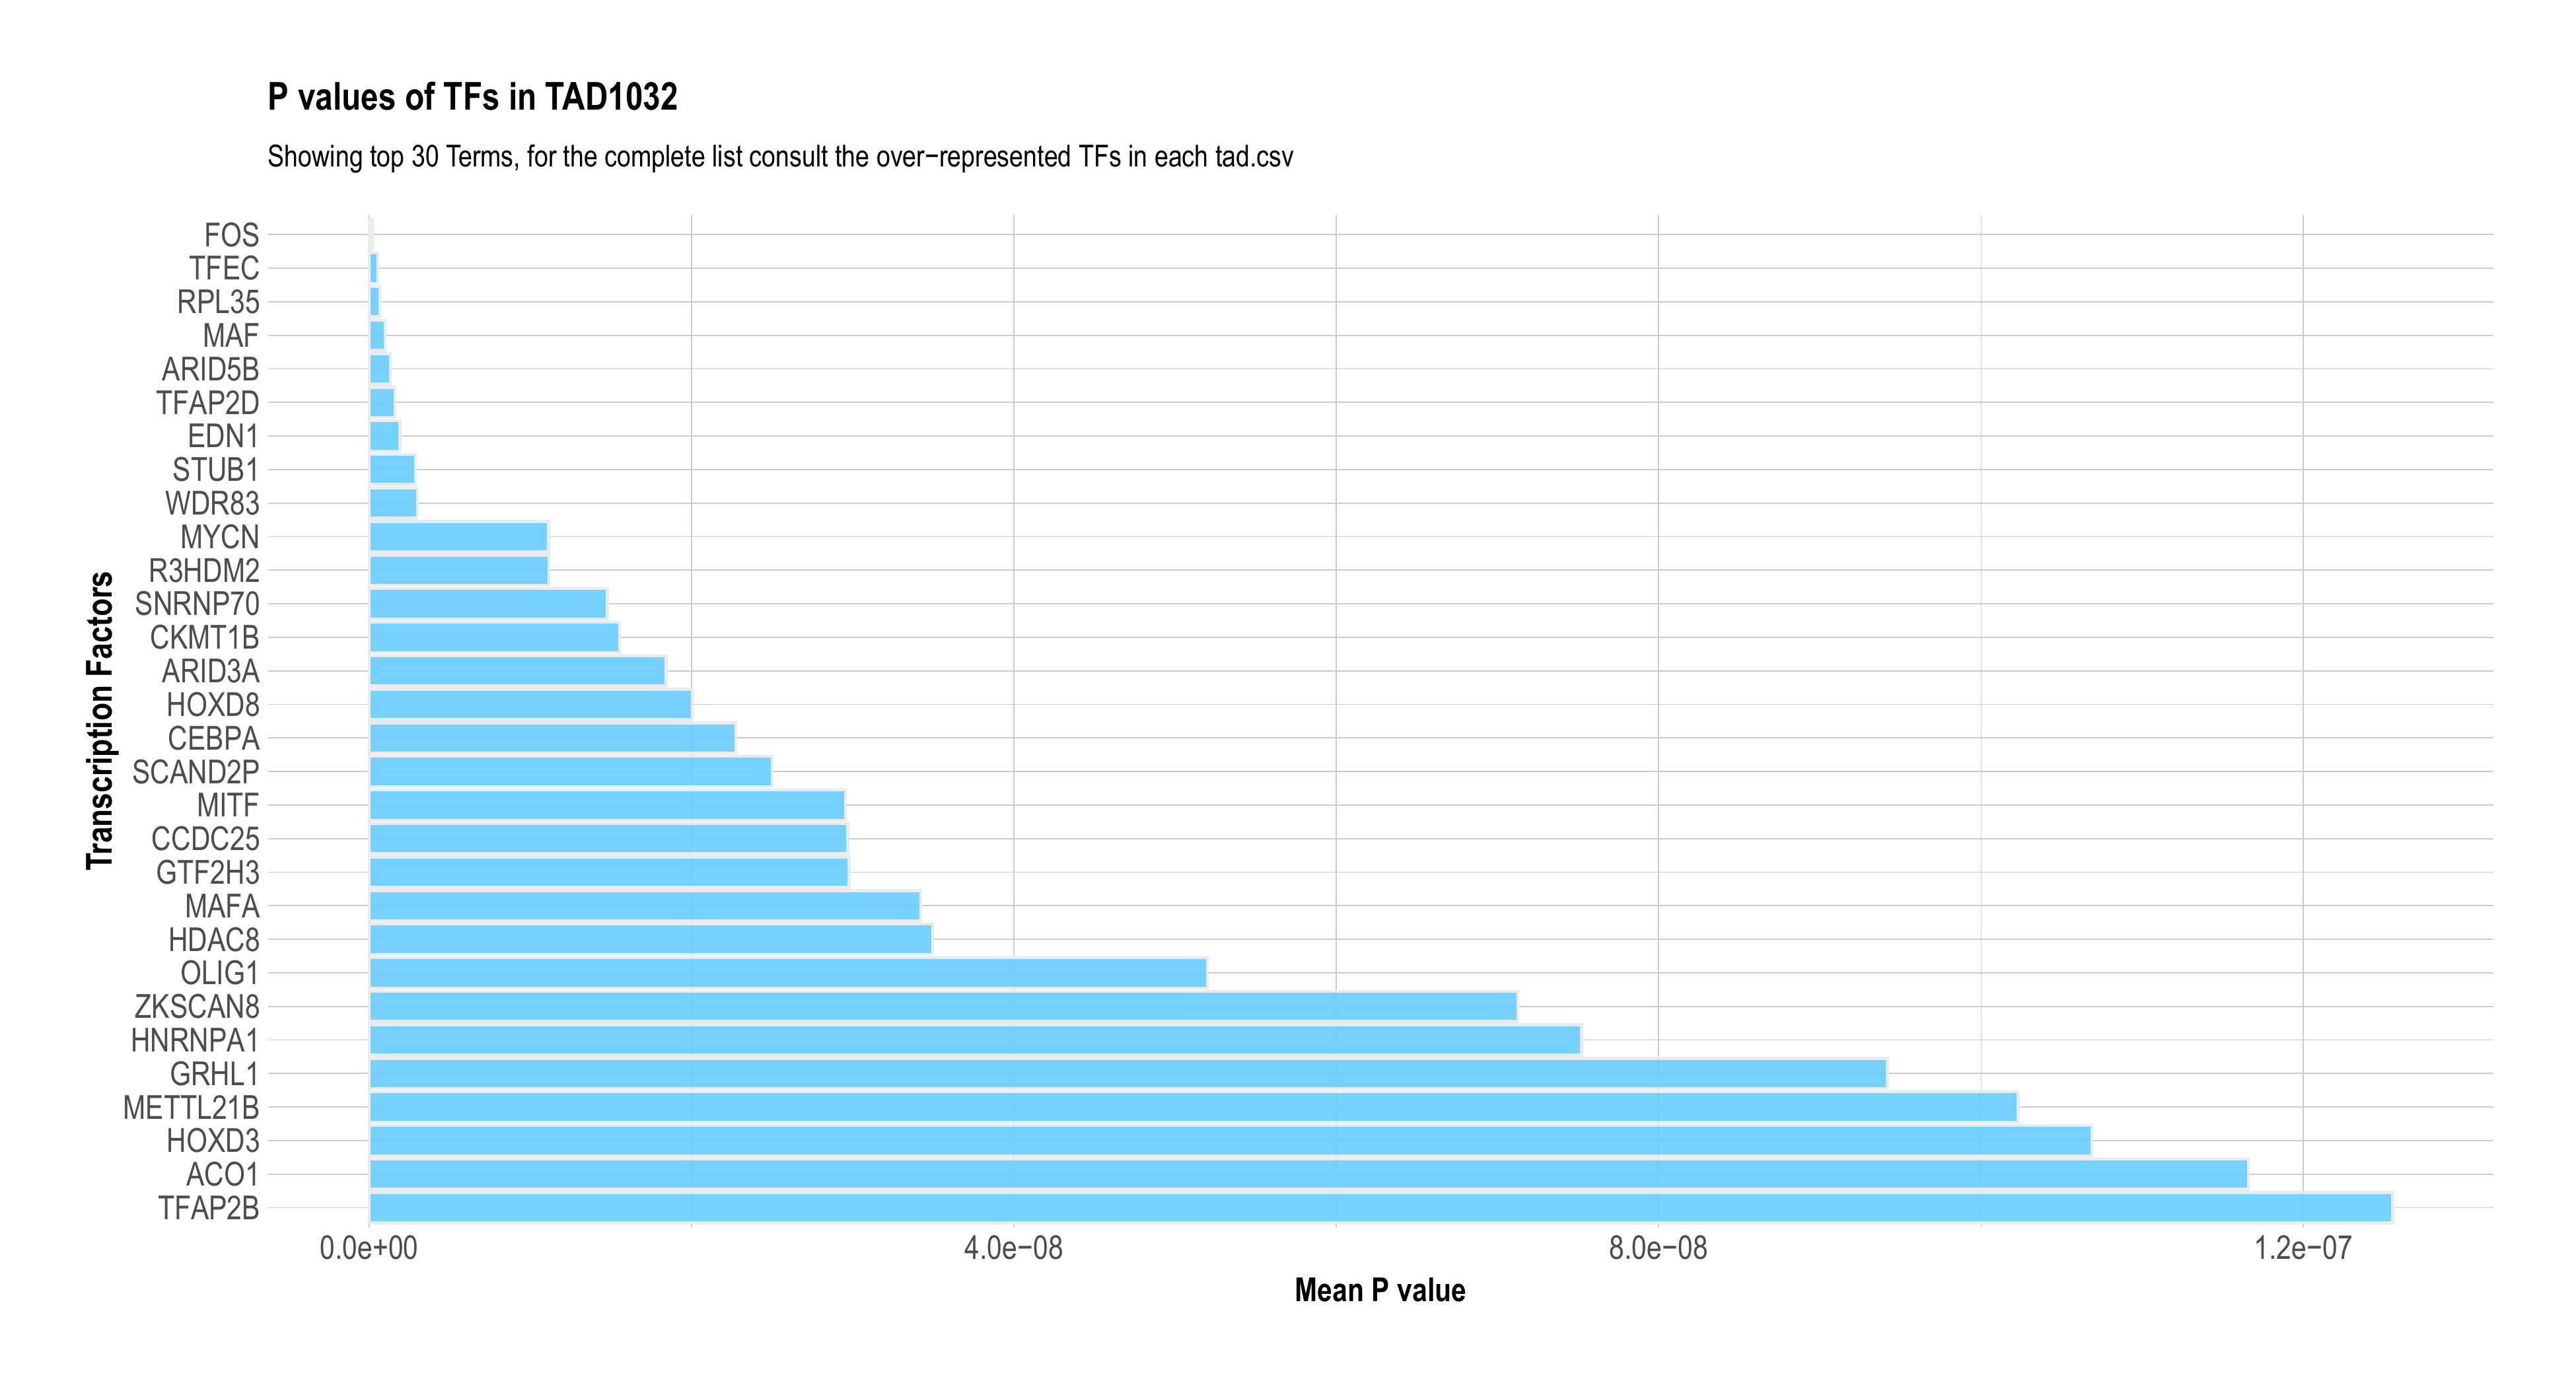 P values of TFs in TAD1032
Showing top 30 Terms, for the complete list consult the over−represented TFs in each tad.csv
Transcription Factors
FOS
TFEC
RPL35
MAF
ARID5B
TFAP2D
EDN1
STUB1
WDR83
MYCN
R3HDM2
SNRNP70
CKMT1B
ARID3A
HOXD8
CEBPA
SCAND2P
MITF
CCDC25
GTF2H3
MAFA
HDAC8
OLIG1
ZKSCAN8
HNRNPA1
GRHL1
METTL21B
HOXD3
ACO1
TFAP2B
0.0e+00 4.0e−08 8.0e−08 1.2e−07
Mean P value